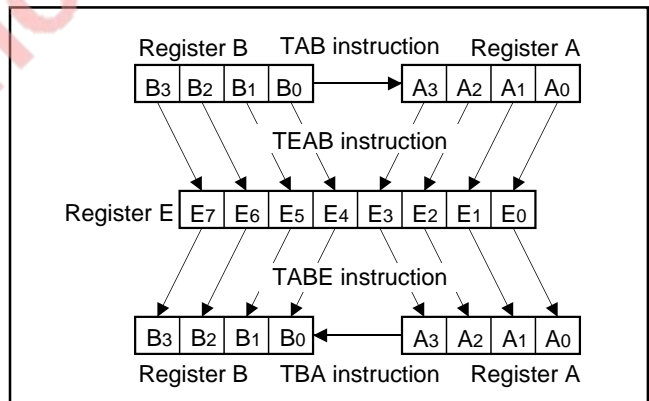 Register B TAB instruction Register A
B3 B2 B1 B0 A3 A2 A1 A0
TEAB instruction
Register E E7 E6 E5 E4 E3 E2 E1 E0
TABE instruction
B3 B2 B1 B0 A3 A2 A1 A0
Register B TBA instruction Register A